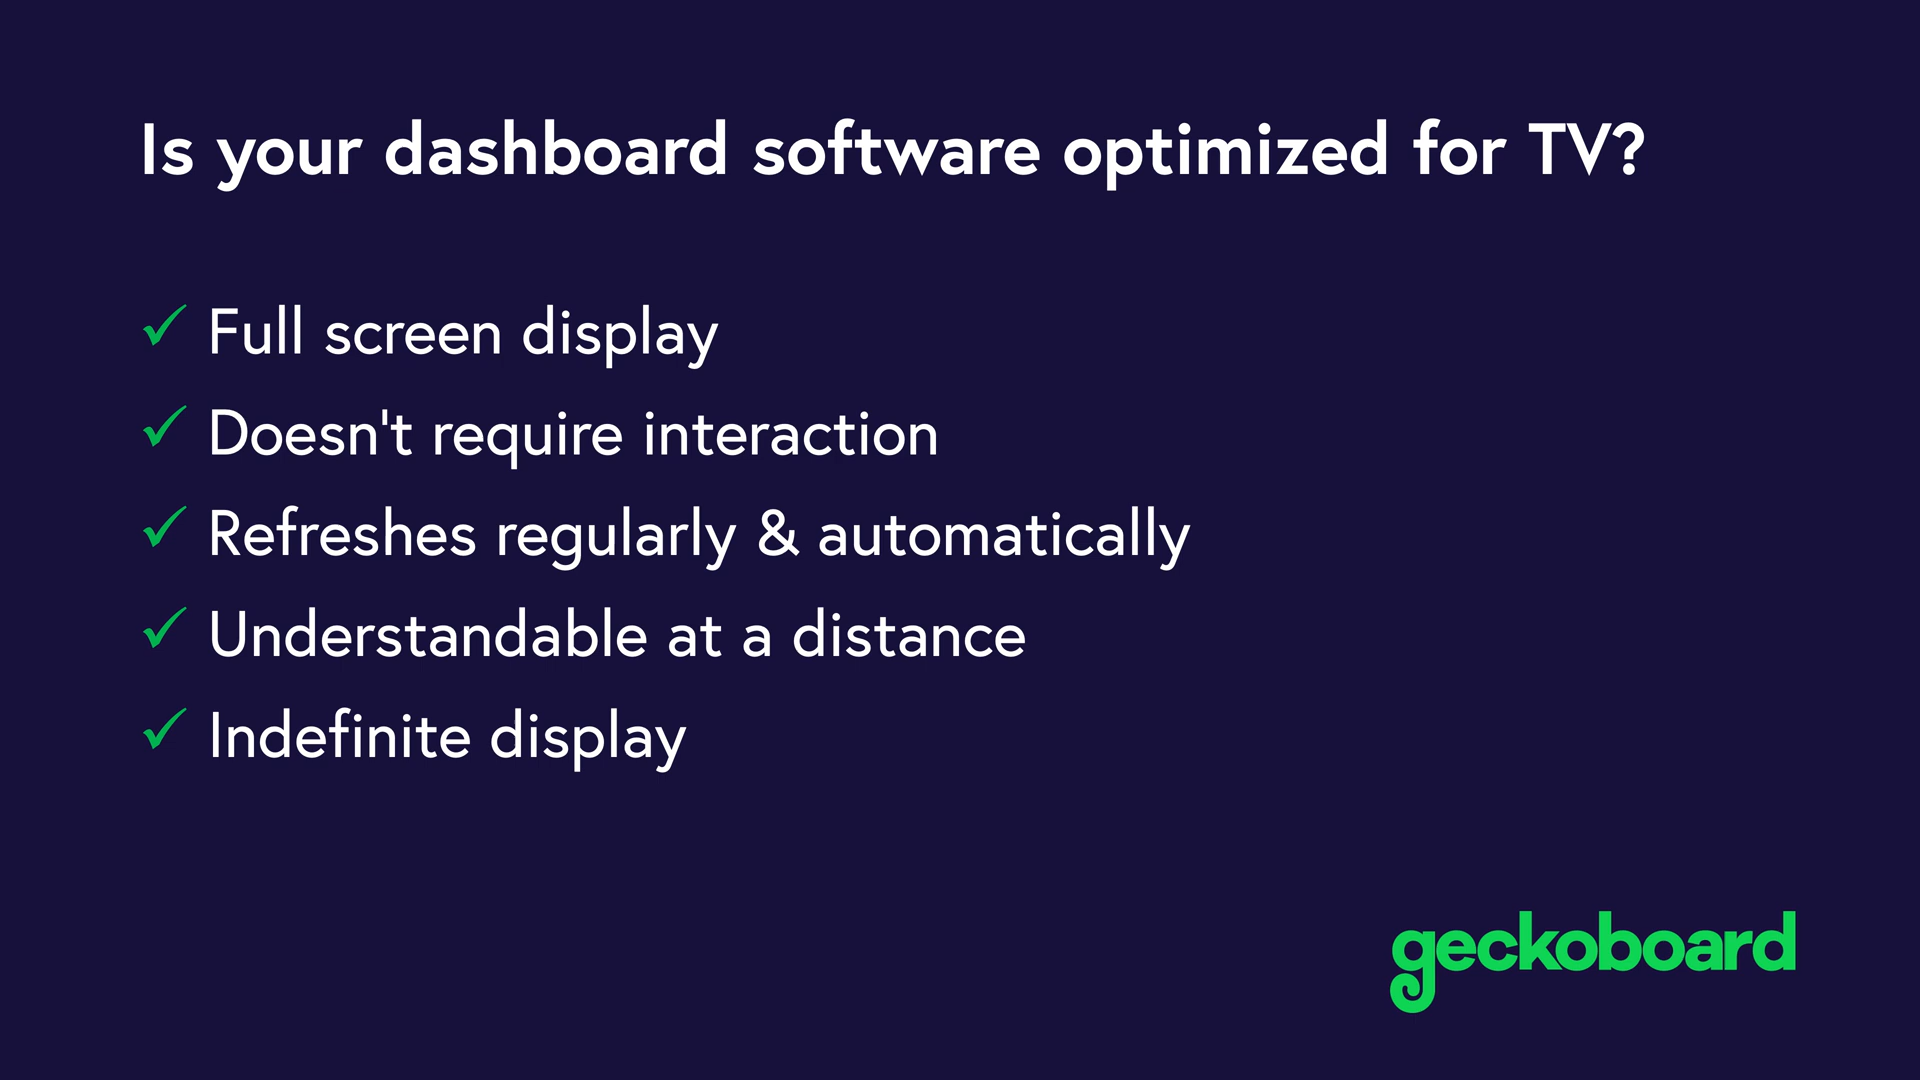 Is your dashboard software optimized for TV?
✓ Full screen display
✓ Doesn't require interaction
✓ Refreshes regularly & automatically
✓ Understandable at a distance
✓ Indefinite display
geckoboard